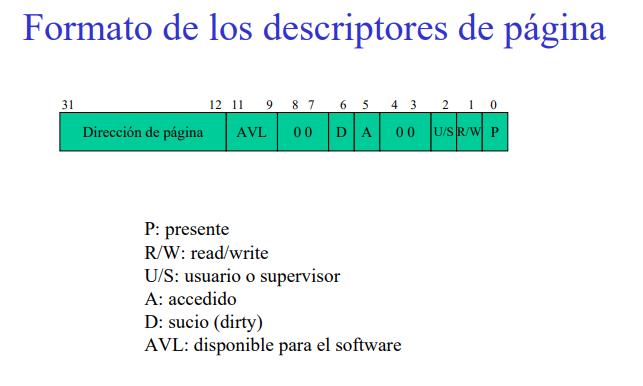 Formato de los descriptores de página
31 12 11 9 8 7 6 5 4 3 2 1 0
Dirección de página AVL 0 0 D A 0 0 U/S R/W P
P: presente
R/W: read/write
U/S: usuario o supervisor
A: accedido
D: sucio (dirty)
AVL: disponible para el software